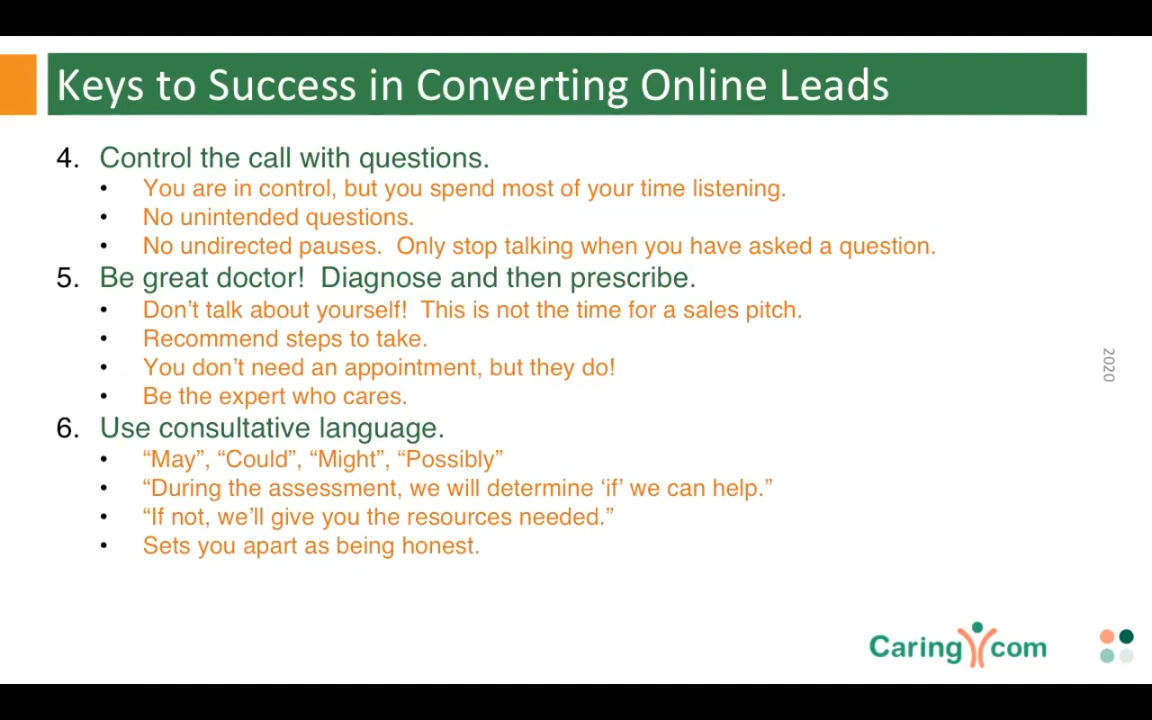 Keys to Success in Converting Online Leads
4. Control the call with questions.
• You are in control, but you spend most of your time listening.
• No unintended questions.
• No undirected pauses.  Only stop talking when you have asked a question.
5. Be great doctor!  Diagnose and then prescribe.
• Don’t talk about yourself!  This is not the time for a sales pitch.
• Recommend steps to take.
• You don’t need an appointment, but they do!
• Be the expert who cares.
6. Use consultative language.
• “May”, “Could”, “Might”, “Possibly”
• “During the assessment, we will determine ‘if’ we can help.”
• “If not, we’ll give you the resources needed.”
• Sets you apart as being honest.
2020
Caring com